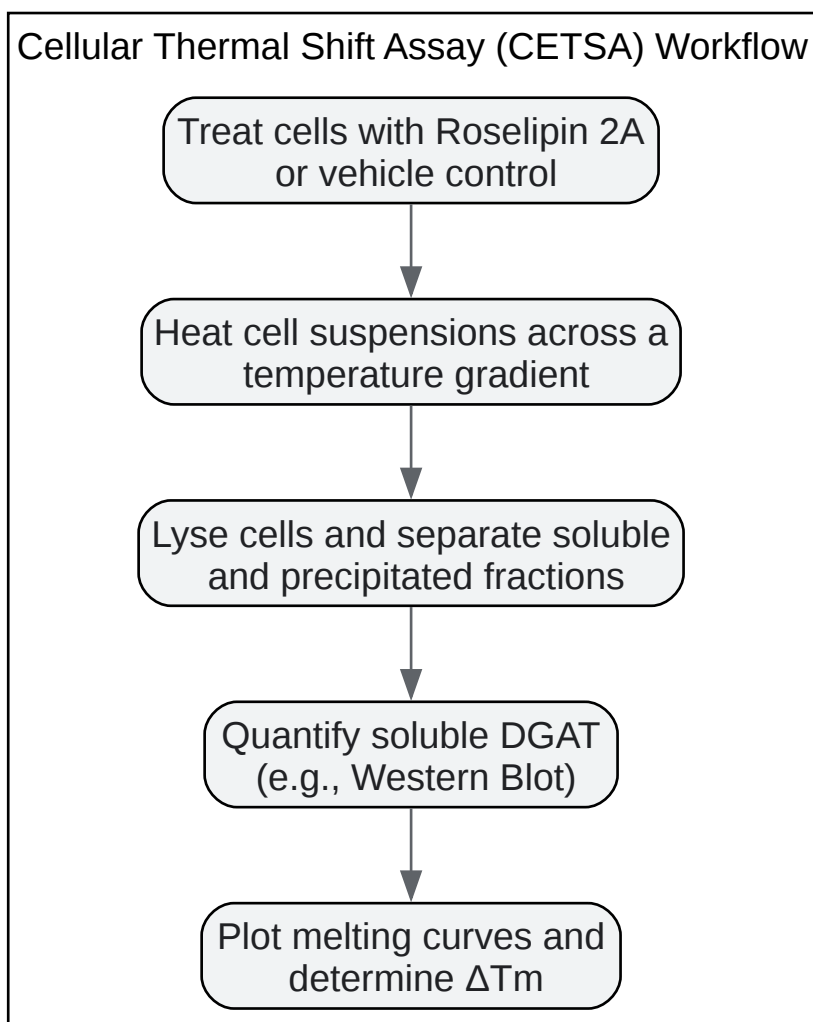 Cellular Thermal Shift Assay (CETSA) Workflow
Treat cells with Roselipin 2A
or vehicle control
Heat cell suspensions across a
temperature gradient
Lyse cells and separate soluble
and precipitated fractions
Quantify soluble DGAT
(e.g., Western Blot)
Plot melting curves and
determine ΔTm